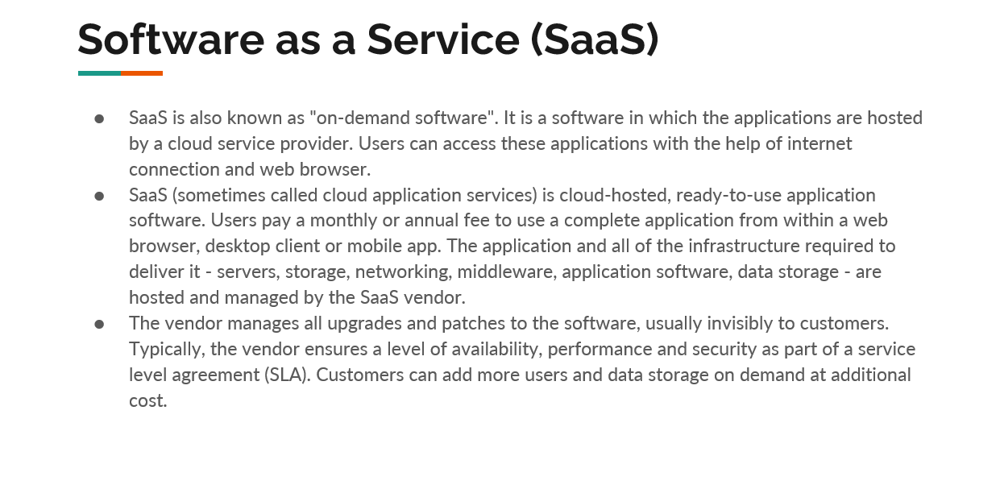 Software as a Service (SaaS)
● SaaS is also known as "on-demand software". It is a software in which the applications are hosted
by a cloud service provider. Users can access these applications with the help of internet
connection and web browser.
● SaaS (sometimes called cloud application services) is cloud-hosted, ready-to-use application
software. Users pay a monthly or annual fee to use a complete application from within a web
browser, desktop client or mobile app. The application and all of the infrastructure required to
deliver it - servers, storage, networking, middleware, application software, data storage - are
hosted and managed by the SaaS vendor.
● The vendor manages all upgrades and patches to the software, usually invisibly to customers.
Typically, the vendor ensures a level of availability, performance and security as part of a service
level agreement (SLA). Customers can add more users and data storage on demand at additional
cost.